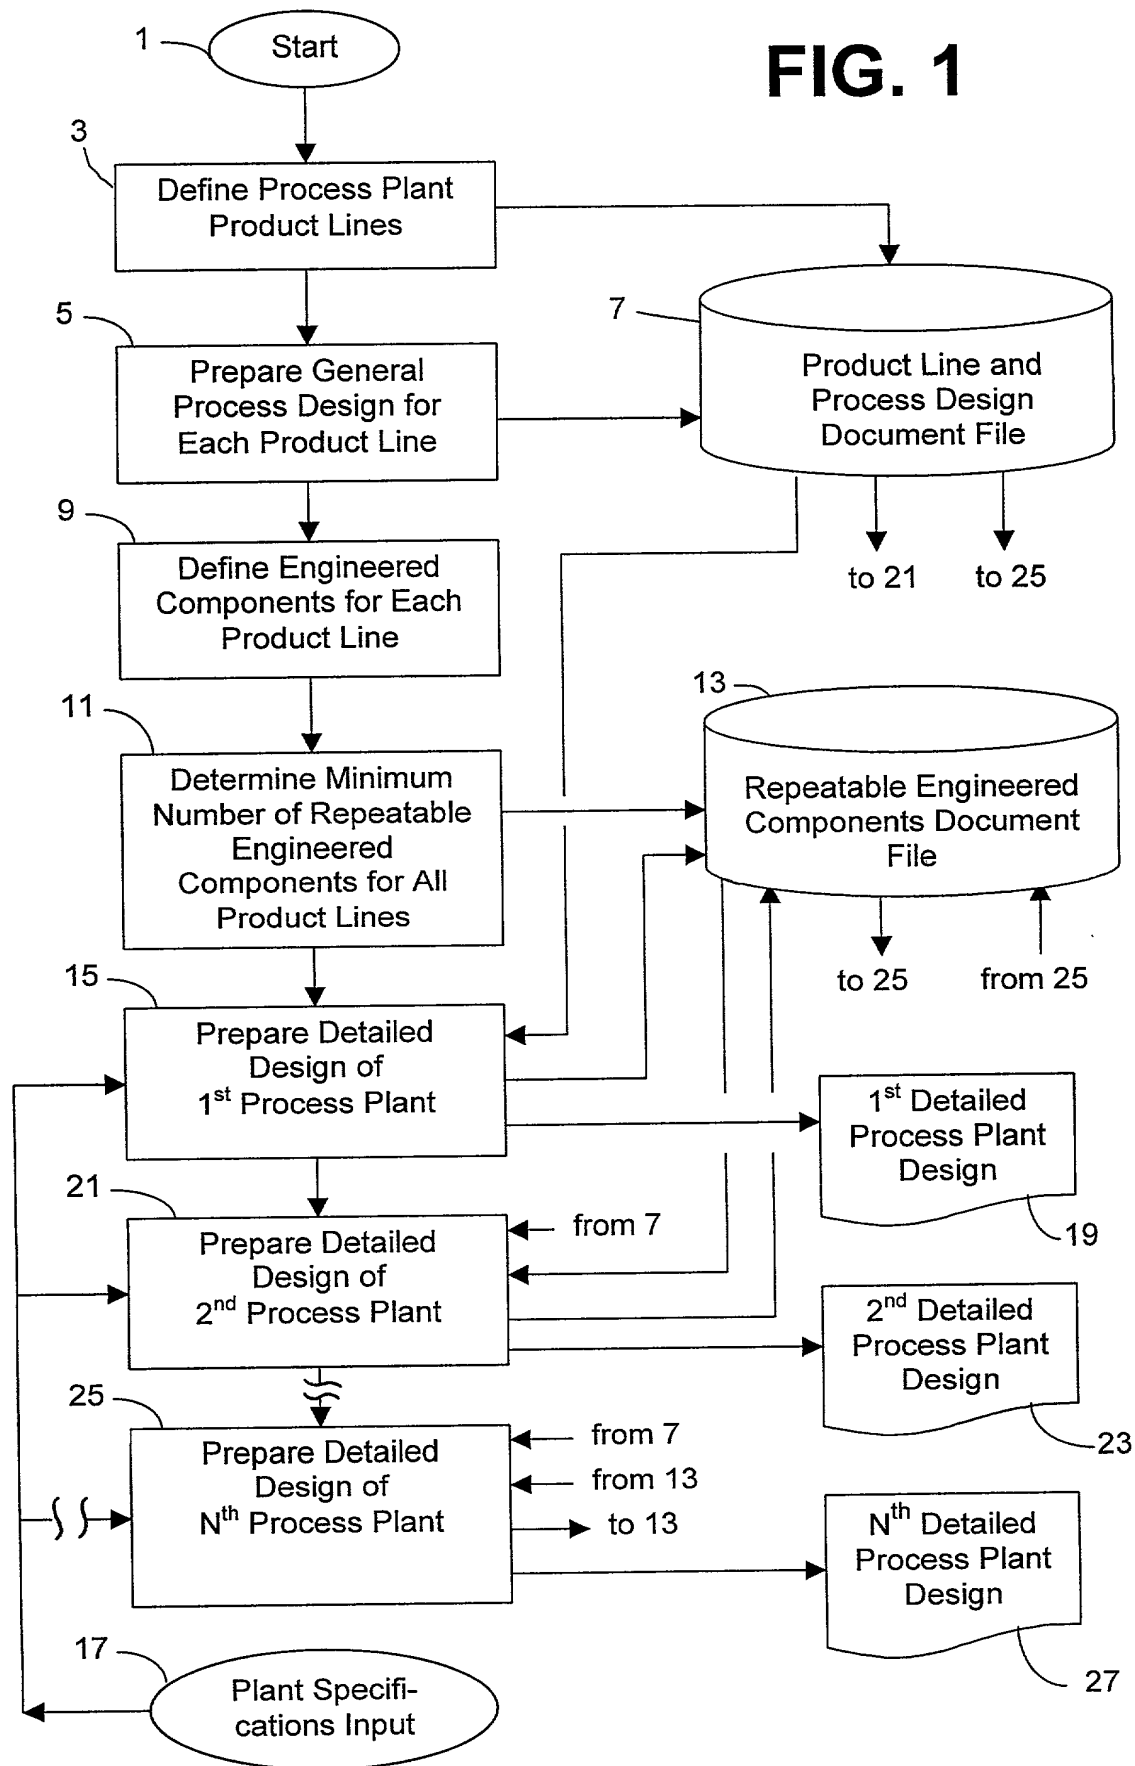 1
Start
FIG. 1
3
Define Process Plant
Product Lines
5
Prepare General
Process Design for
Each Product Line
7
Product Line and
Process Design
Document File
to 21
to 25
9
Define Engineered
Components for Each
Product Line
11
Determine Minimum
Number of Repeatable
Engineered
Components for All
Product Lines
13
Repeatable Engineered
Components Document
File
to 25
from 25
15
Prepare Detailed
Design of
1st Process Plant
1st Detailed
Process Plant
Design
19
21
Prepare Detailed
Design of
2nd Process Plant
from 7
2nd Detailed
Process Plant
Design
23
25
Prepare Detailed
Design of
Nth Process Plant
from 7
from 13
to 13
Nth Detailed
Process Plant
Design
27
17
Plant Specifi-
cations Input